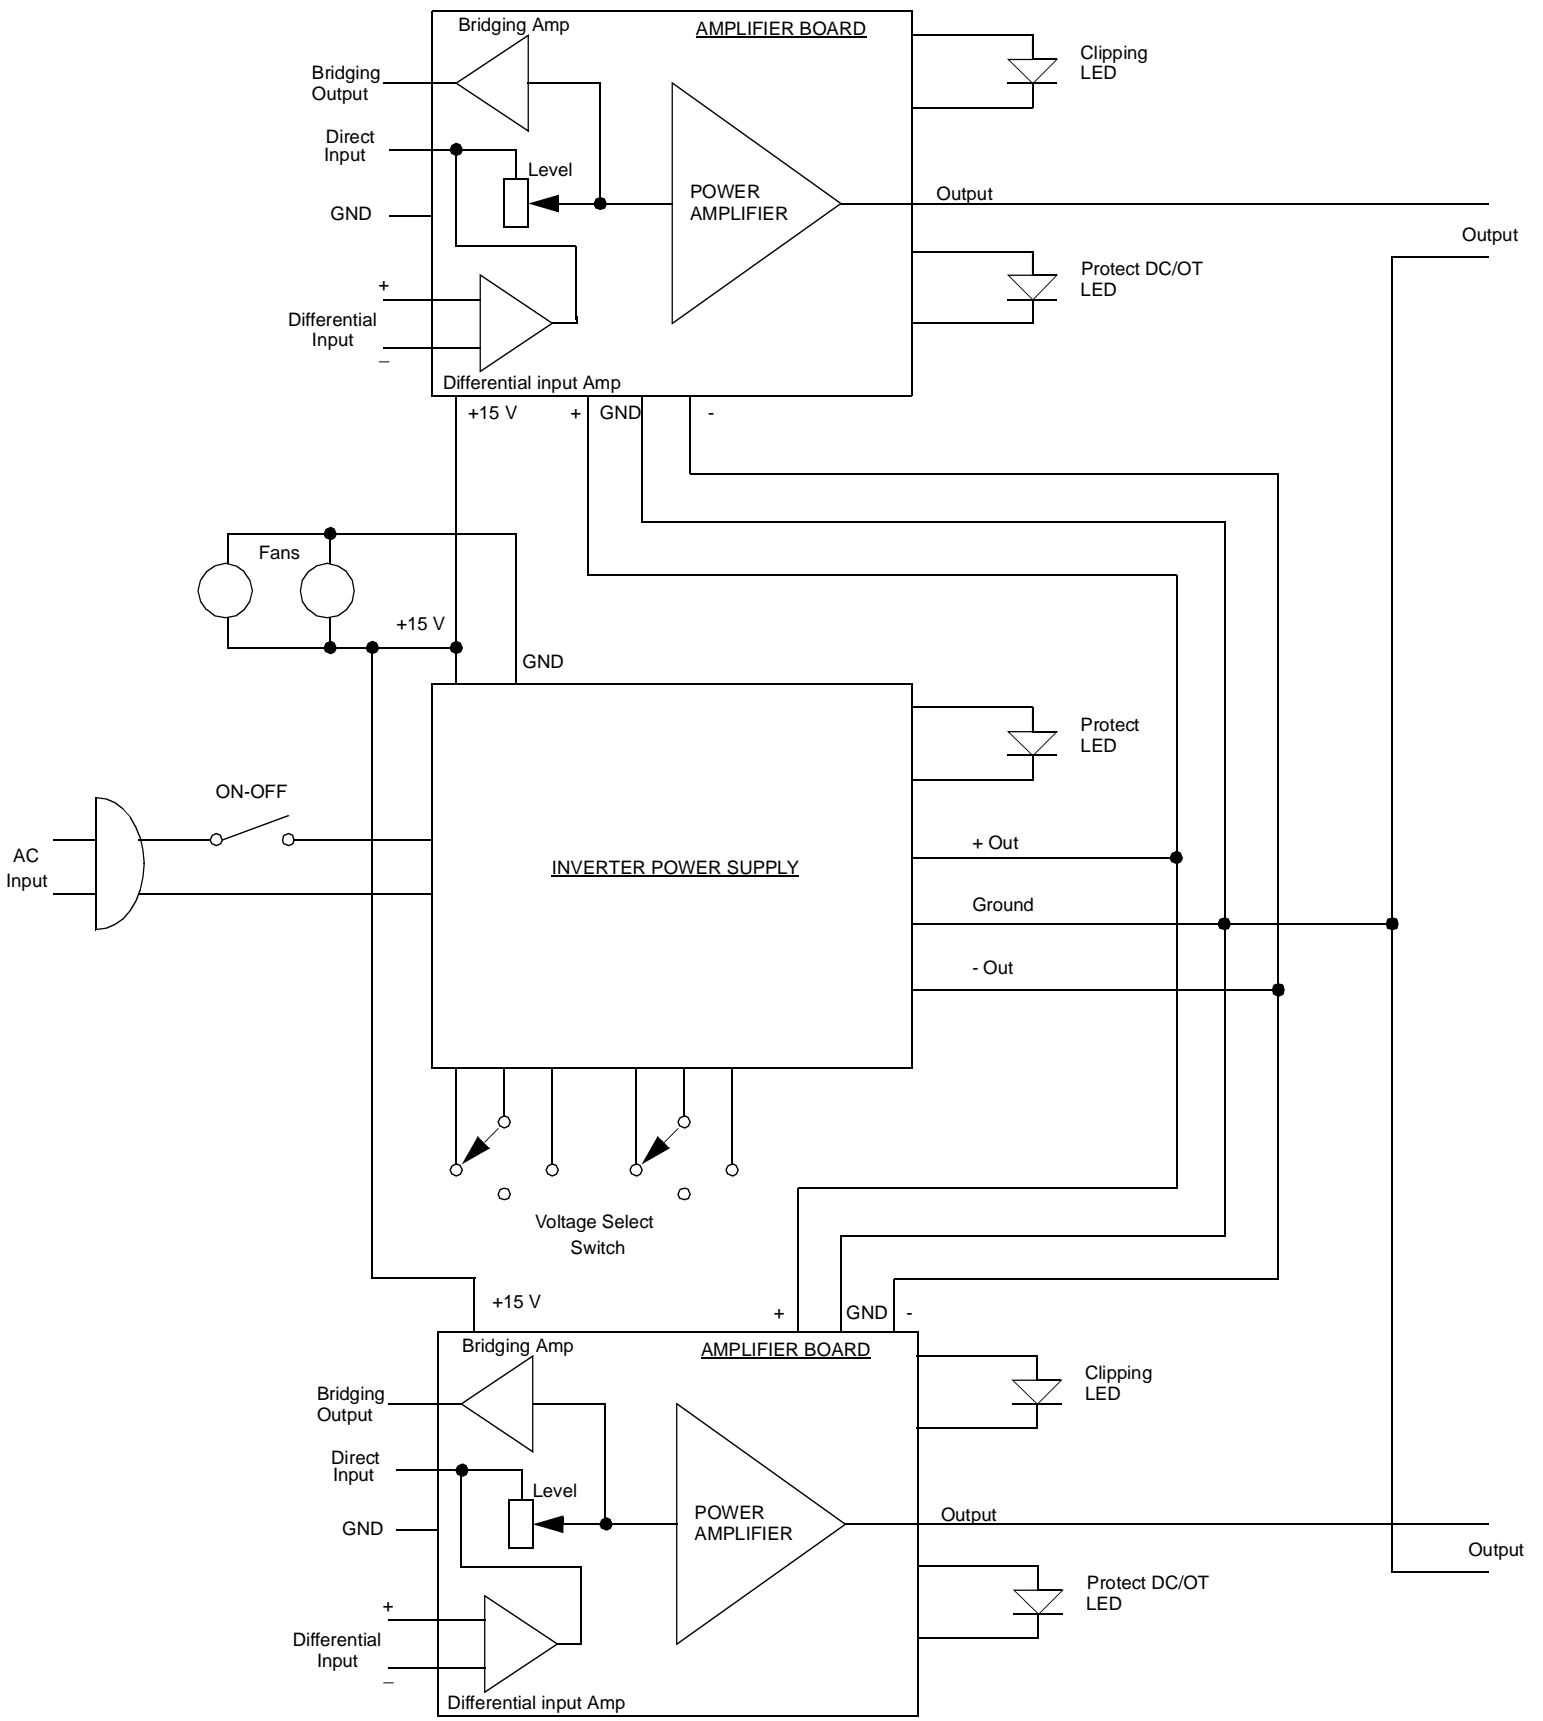 Bridging Amp
AMPLIFIER BOARD
Clipping
LED
Bridging
Output
Direct
Input
Level
GND
POWER
AMPLIFIER
Output
Output
Protect DC/OT
LED
+
Differential
Input
_
Differential input Amp
+15 V
+
GND
-
Fans
+15 V
GND
Protect
LED
ON-OFF
AC
Input
INVERTER POWER SUPPLY
+ Out
Ground
- Out
Voltage Select
Switch
+15 V
+
GND
-
Bridging Amp
AMPLIFIER BOARD
Clipping
LED
Bridging
Output
Direct
Input
Level
GND
POWER
AMPLIFIER
Output
Output
Protect DC/OT
LED
+
Differential
Input
_
Differential input Amp